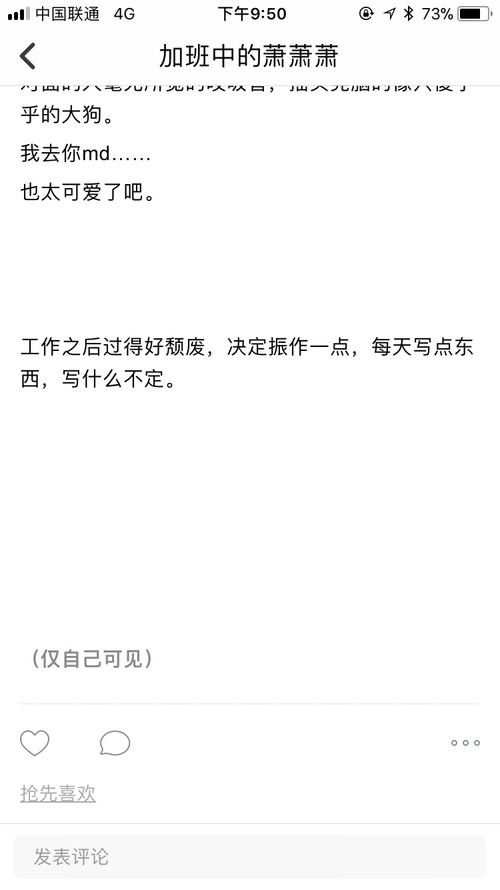 中国联通 4G 下午9:50 73%
加班中的萧萧萧
乎的大狗。
我去你md……
也太可爱了吧。
工作之后过得好颓废，决定振作一点，每天写点东
西，写什么不定。
（仅自己可见）
抢先喜欢
发表评论